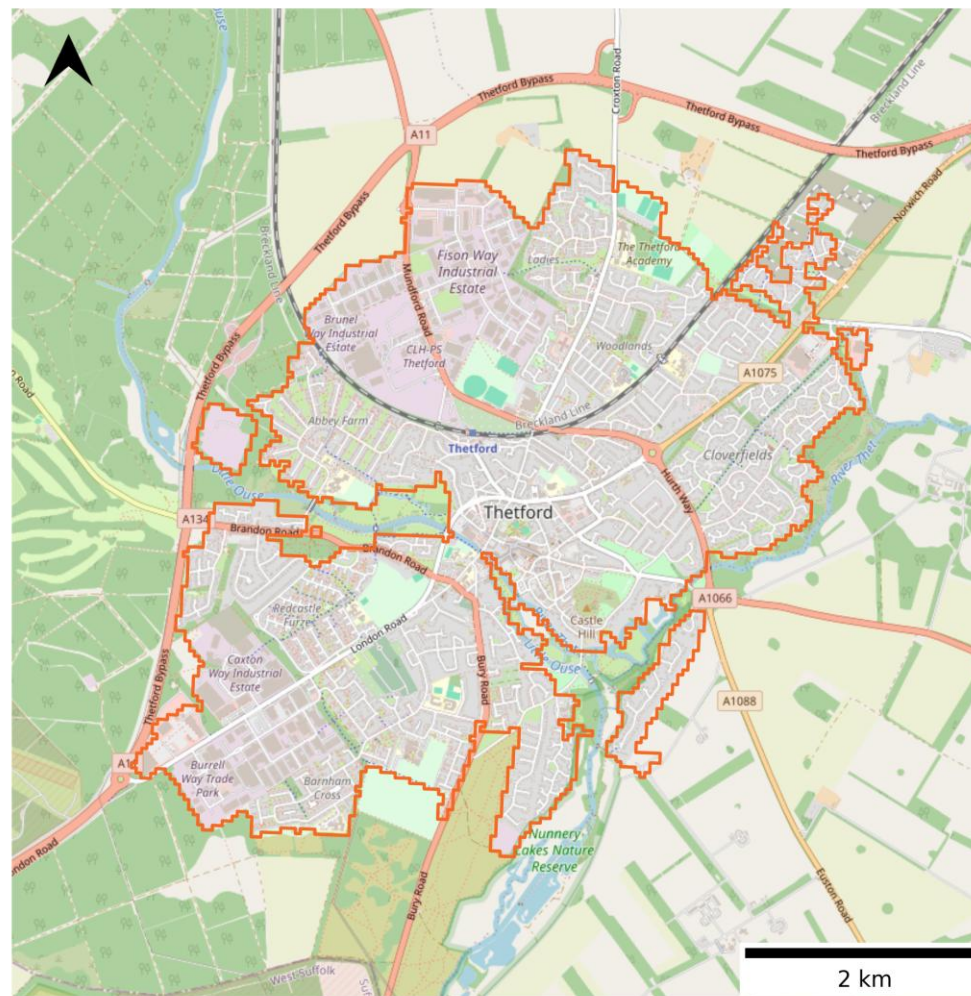 Little Ouse
Thetford Bypass
Croxton Road
Breckland Line
A11
Thetford Bypass
Thetford Bypass
Norwich Road
Thetford Bypass
Breckland Line
Mundford Road
Fison Way
Industrial
Estate
Ladies
The Thetford
Academy
Brunel
Way Industrial
Estate
CLH-PS
Thetford
Woodlands
Thetford Bypass
A1075
Abbey Farm
Breckland Line
Thetford
Cloverfields
River Thet
Hurth Way
Little Ouse
Thetford
A134
Brandon Road
Brandon Road
Redcastle
Furze
London Road
Castle
Hill
A1066
Little Ouse
Caxton
Way Industrial
Estate
Bury Road
Thetford Bypass
A1088
Burrell
Way Trade
Park
Barnham
Cross
Nunnery
Lakes Nature
Reserve
Bury Road
Euston Road
West Suffolk
2 km